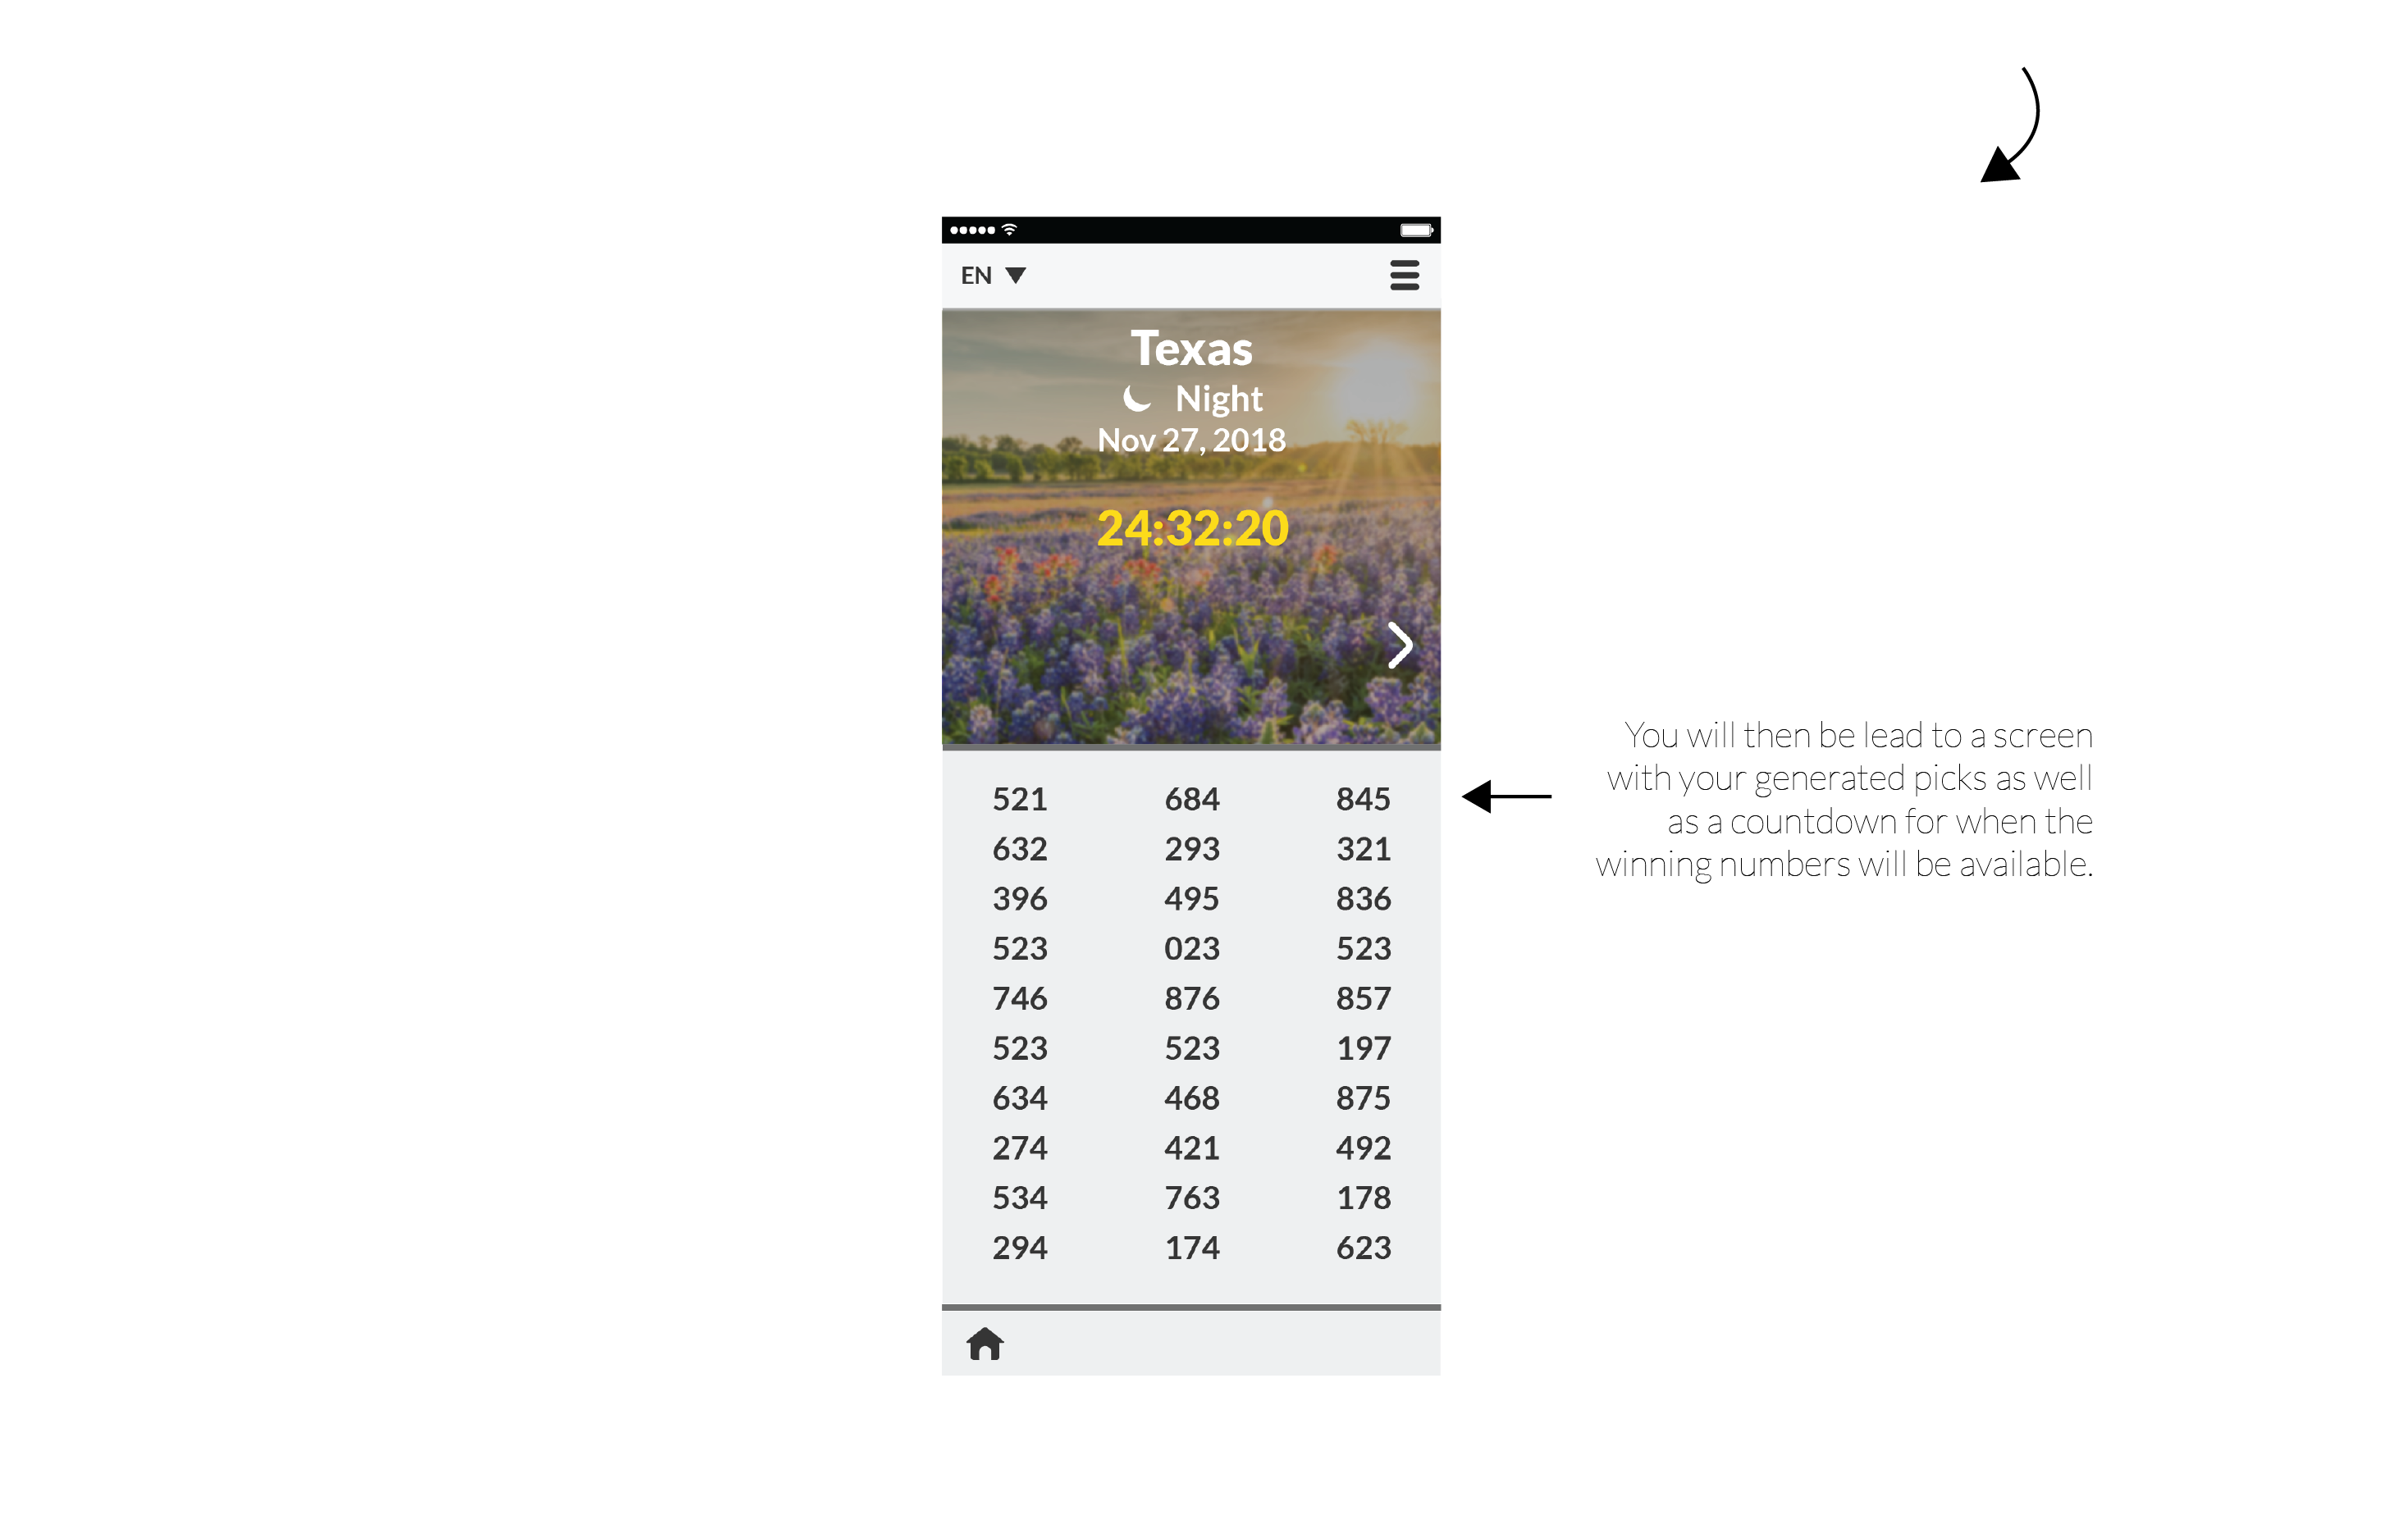 EN
Texas
Night
Nov 27, 2018
24:32:20
521 684 845
632 293 321
396 495 836
523 023 523
746 876 857
523 523 197
634 468 875
274 421 492
534 763 178
294 174 623
You will then be lead to a screen
with your generated picks as well
as a countdown for when the
winning numbers will be available.